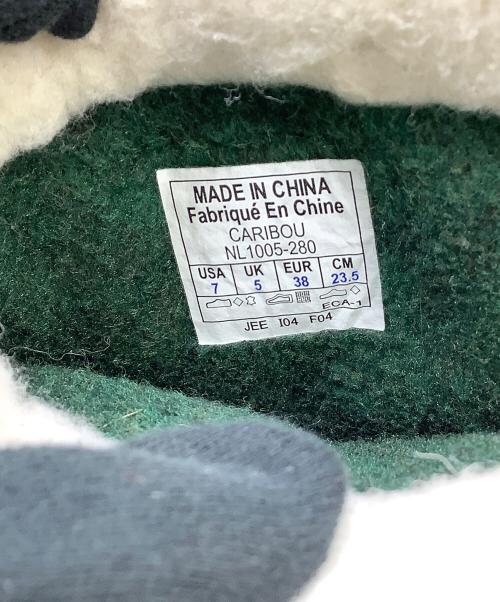 MADE IN CHINA
Fabriqué En Chine
CARIBOU
NL1005-280
USA UK EUR CM
7 5 38 23.5
ECA-1
JEE I04 F04